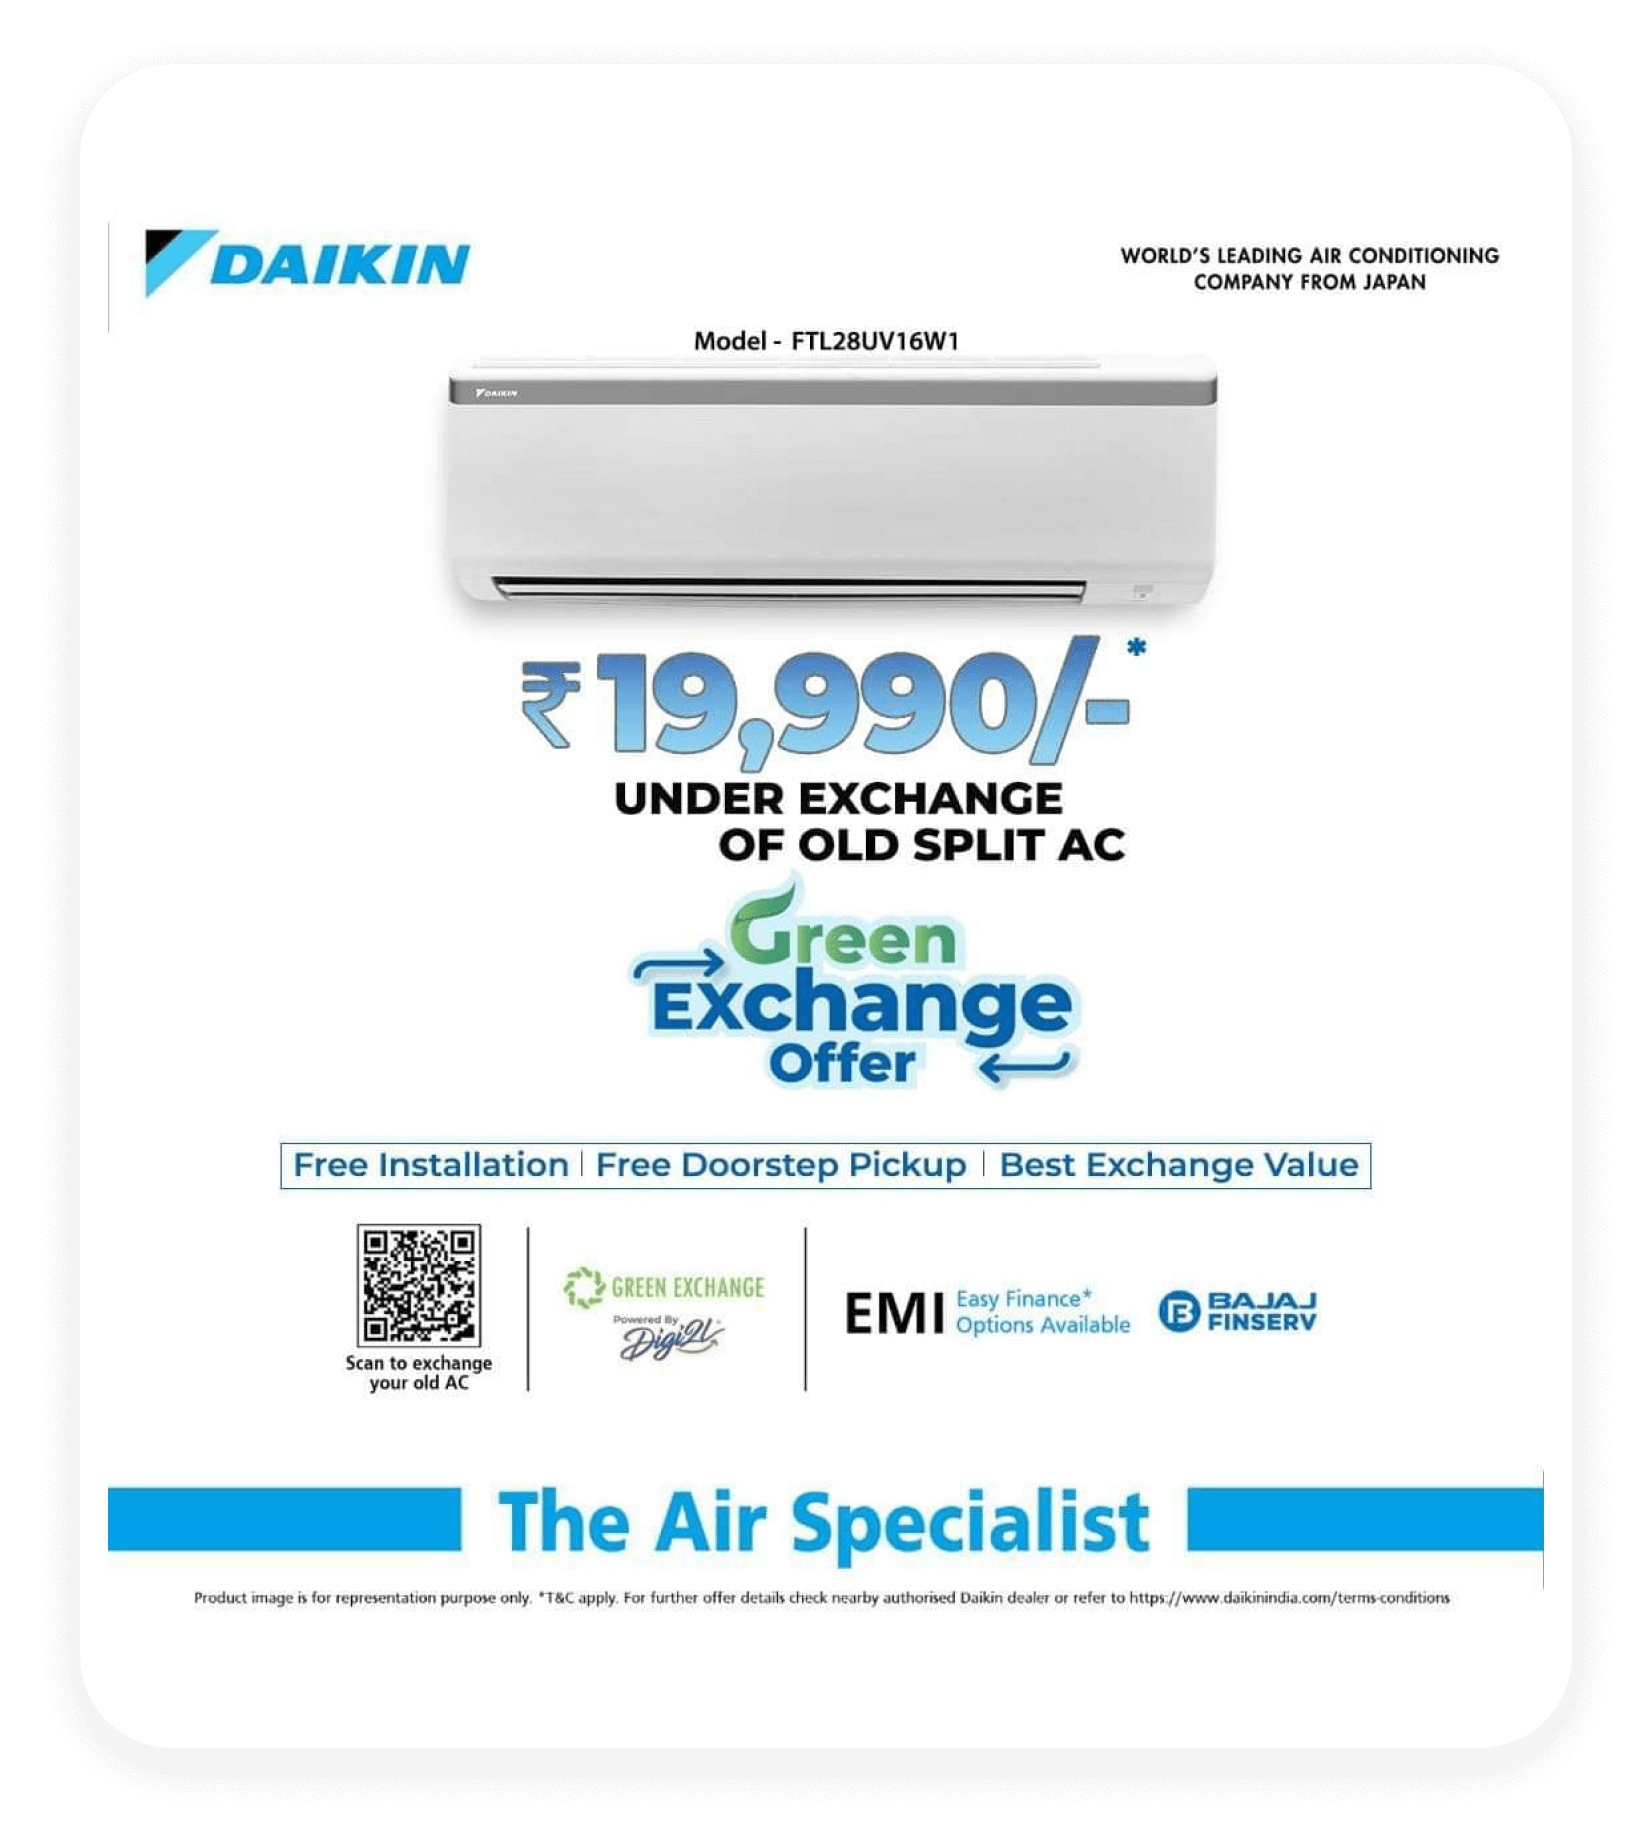 DAIKIN
WORLD'S LEADING AIR CONDITIONING
COMPANY FROM JAPAN
Model - FTL28UV16W1
DAIKIN
₹19,990/-*
UNDER EXCHANGE
OF OLD SPLIT AC
Green
Exchange
Offer
Free Installation | Free Doorstep Pickup | Best Exchange Value
Scan to exchange
your old AC
GREEN EXCHANGE
Powered By
Digi2L
EMI
Easy Finance*
Options Available
BAJAJ
FINSERV
The Air Specialist
Product image is for representation purpose only. *T&C apply. For further offer details check nearby authorised Daikin dealer or refer to https://www.daikinindia.com/terms-conditions